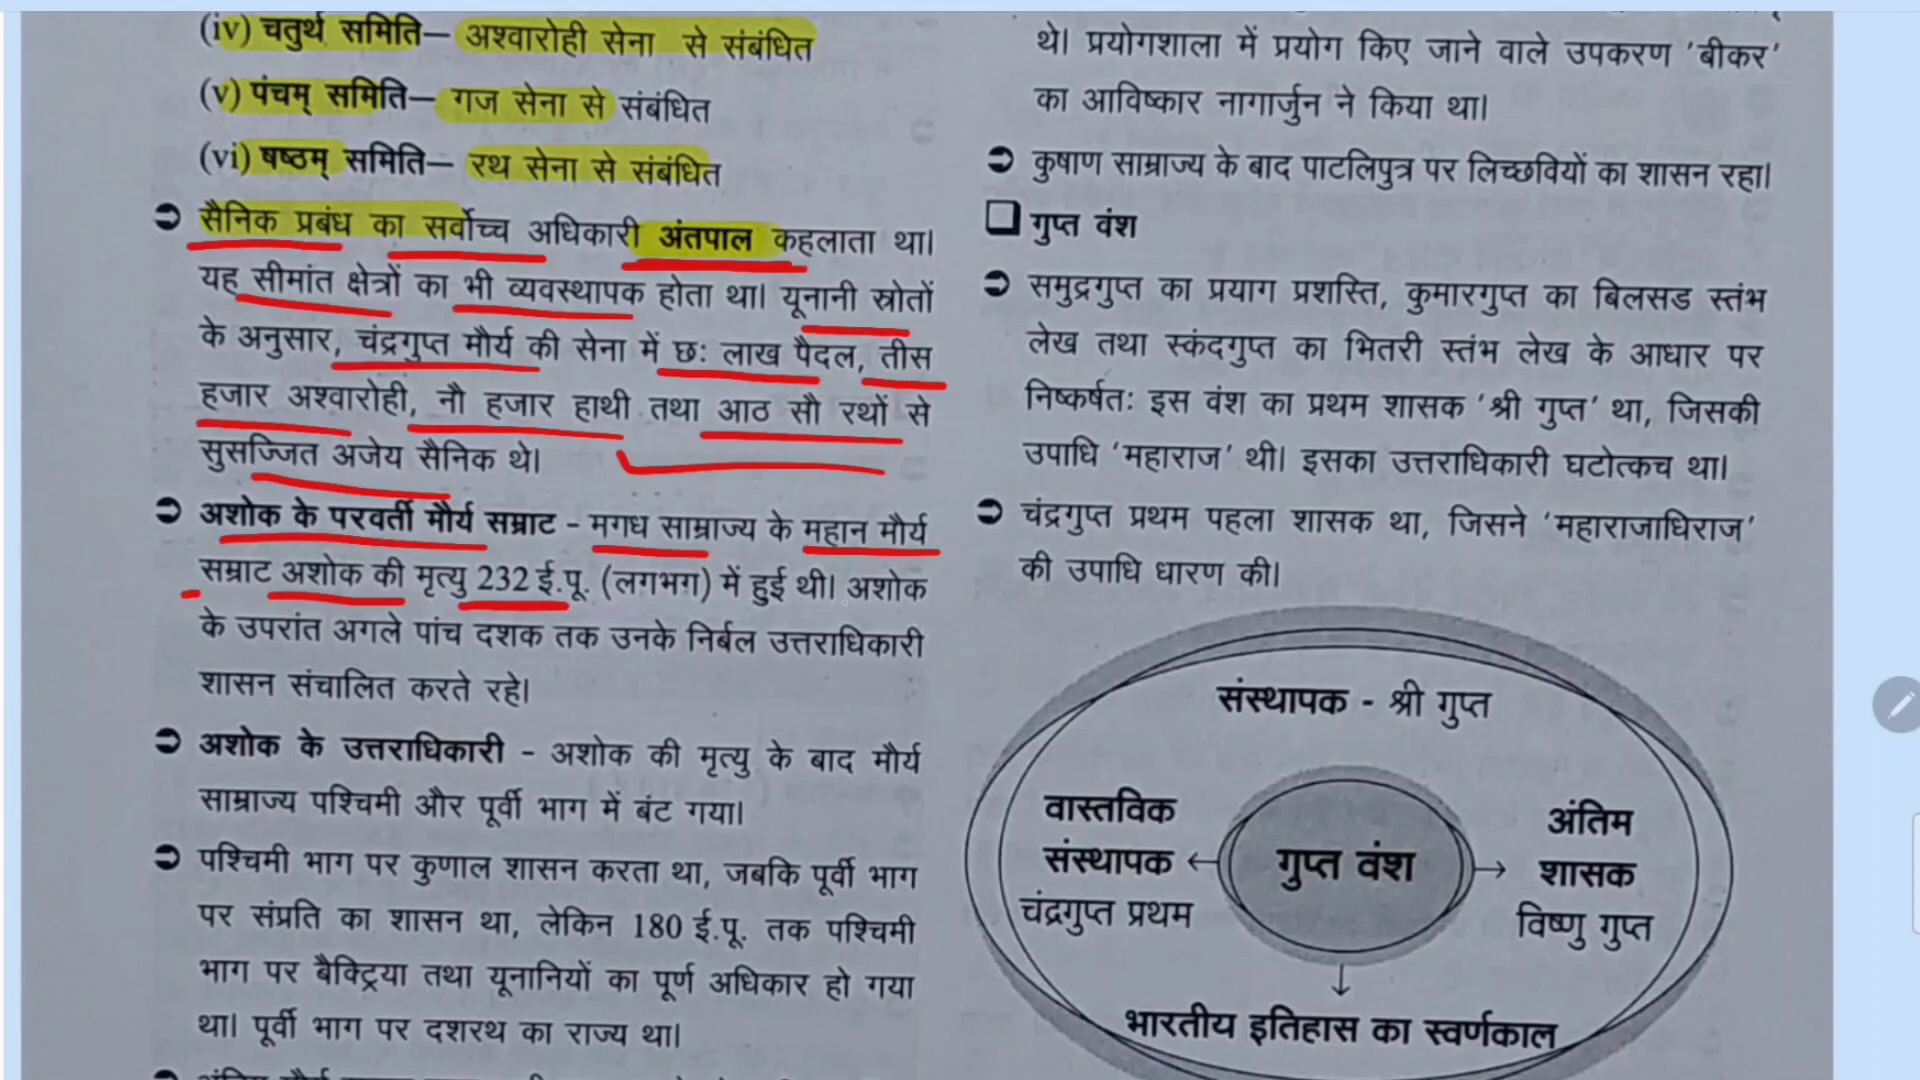 (iv) चतुर्थ समिति– अश्वारोही सेना से संबंधित
(v) पंचम् समिति– गज सेना से संबंधित
(vi) षष्ठम् समिति– रथ सेना से संबंधित
सैनिक प्रबंध का सर्वोच्च अधिकारी अंतपाल कहलाता था।
यह सीमांत क्षेत्रों का भी व्यवस्थापक होता था। यूनानी स्रोतों
के अनुसार, चंद्रगुप्त मौर्य की सेना में छः लाख पैदल, तीस
हजार अश्वारोही, नौ हजार हाथी तथा आठ सौ रथों से
सुसज्जित अजेय सैनिक थे।
अशोक के परवर्ती मौर्य सम्राट - मगध साम्राज्य के महान मौर्य
सम्राट अशोक की मृत्यु 232 ई.पू. (लगभग) में हुई थी। अशोक
के उपरांत अगले पांच दशक तक उनके निर्बल उत्तराधिकारी
शासन संचालित करते रहे।
अशोक के उत्तराधिकारी - अशोक की मृत्यु के बाद मौर्य
साम्राज्य पश्चिमी और पूर्वी भाग में बंट गया।
पश्चिमी भाग पर कुणाल शासन करता था, जबकि पूर्वी भाग
पर संप्रति का शासन था, लेकिन 180 ई.पू. तक पश्चिमी
भाग पर बैक्ट्रिया तथा यूनानियों का पूर्ण अधिकार हो गया
था। पूर्वी भाग पर दशरथ का राज्य था।
थे। प्रयोगशाला में प्रयोग किए जाने वाले उपकरण 'बीकर'
का आविष्कार नागार्जुन ने किया था।
कुषाण साम्राज्य के बाद पाटलिपुत्र पर लिच्छवियों का शासन रहा।
गुप्त वंश
समुद्रगुप्त का प्रयाग प्रशस्ति, कुमारगुप्त का बिलसड स्तंभ
लेख तथा स्कंदगुप्त का भितरी स्तंभ लेख के आधार पर
निष्कर्षतः इस वंश का प्रथम शासक 'श्री गुप्त' था, जिसकी
उपाधि 'महाराज' थी। इसका उत्तराधिकारी घटोत्कच था।
चंद्रगुप्त प्रथम पहला शासक था, जिसने 'महाराजाधिराज'
की उपाधि धारण की।
संस्थापक - श्री गुप्त
वास्तविक
संस्थापक
चंद्रगुप्त प्रथम
गुप्त वंश
अंतिम
शासक
विष्णु गुप्त
भारतीय इतिहास का स्वर्णकाल